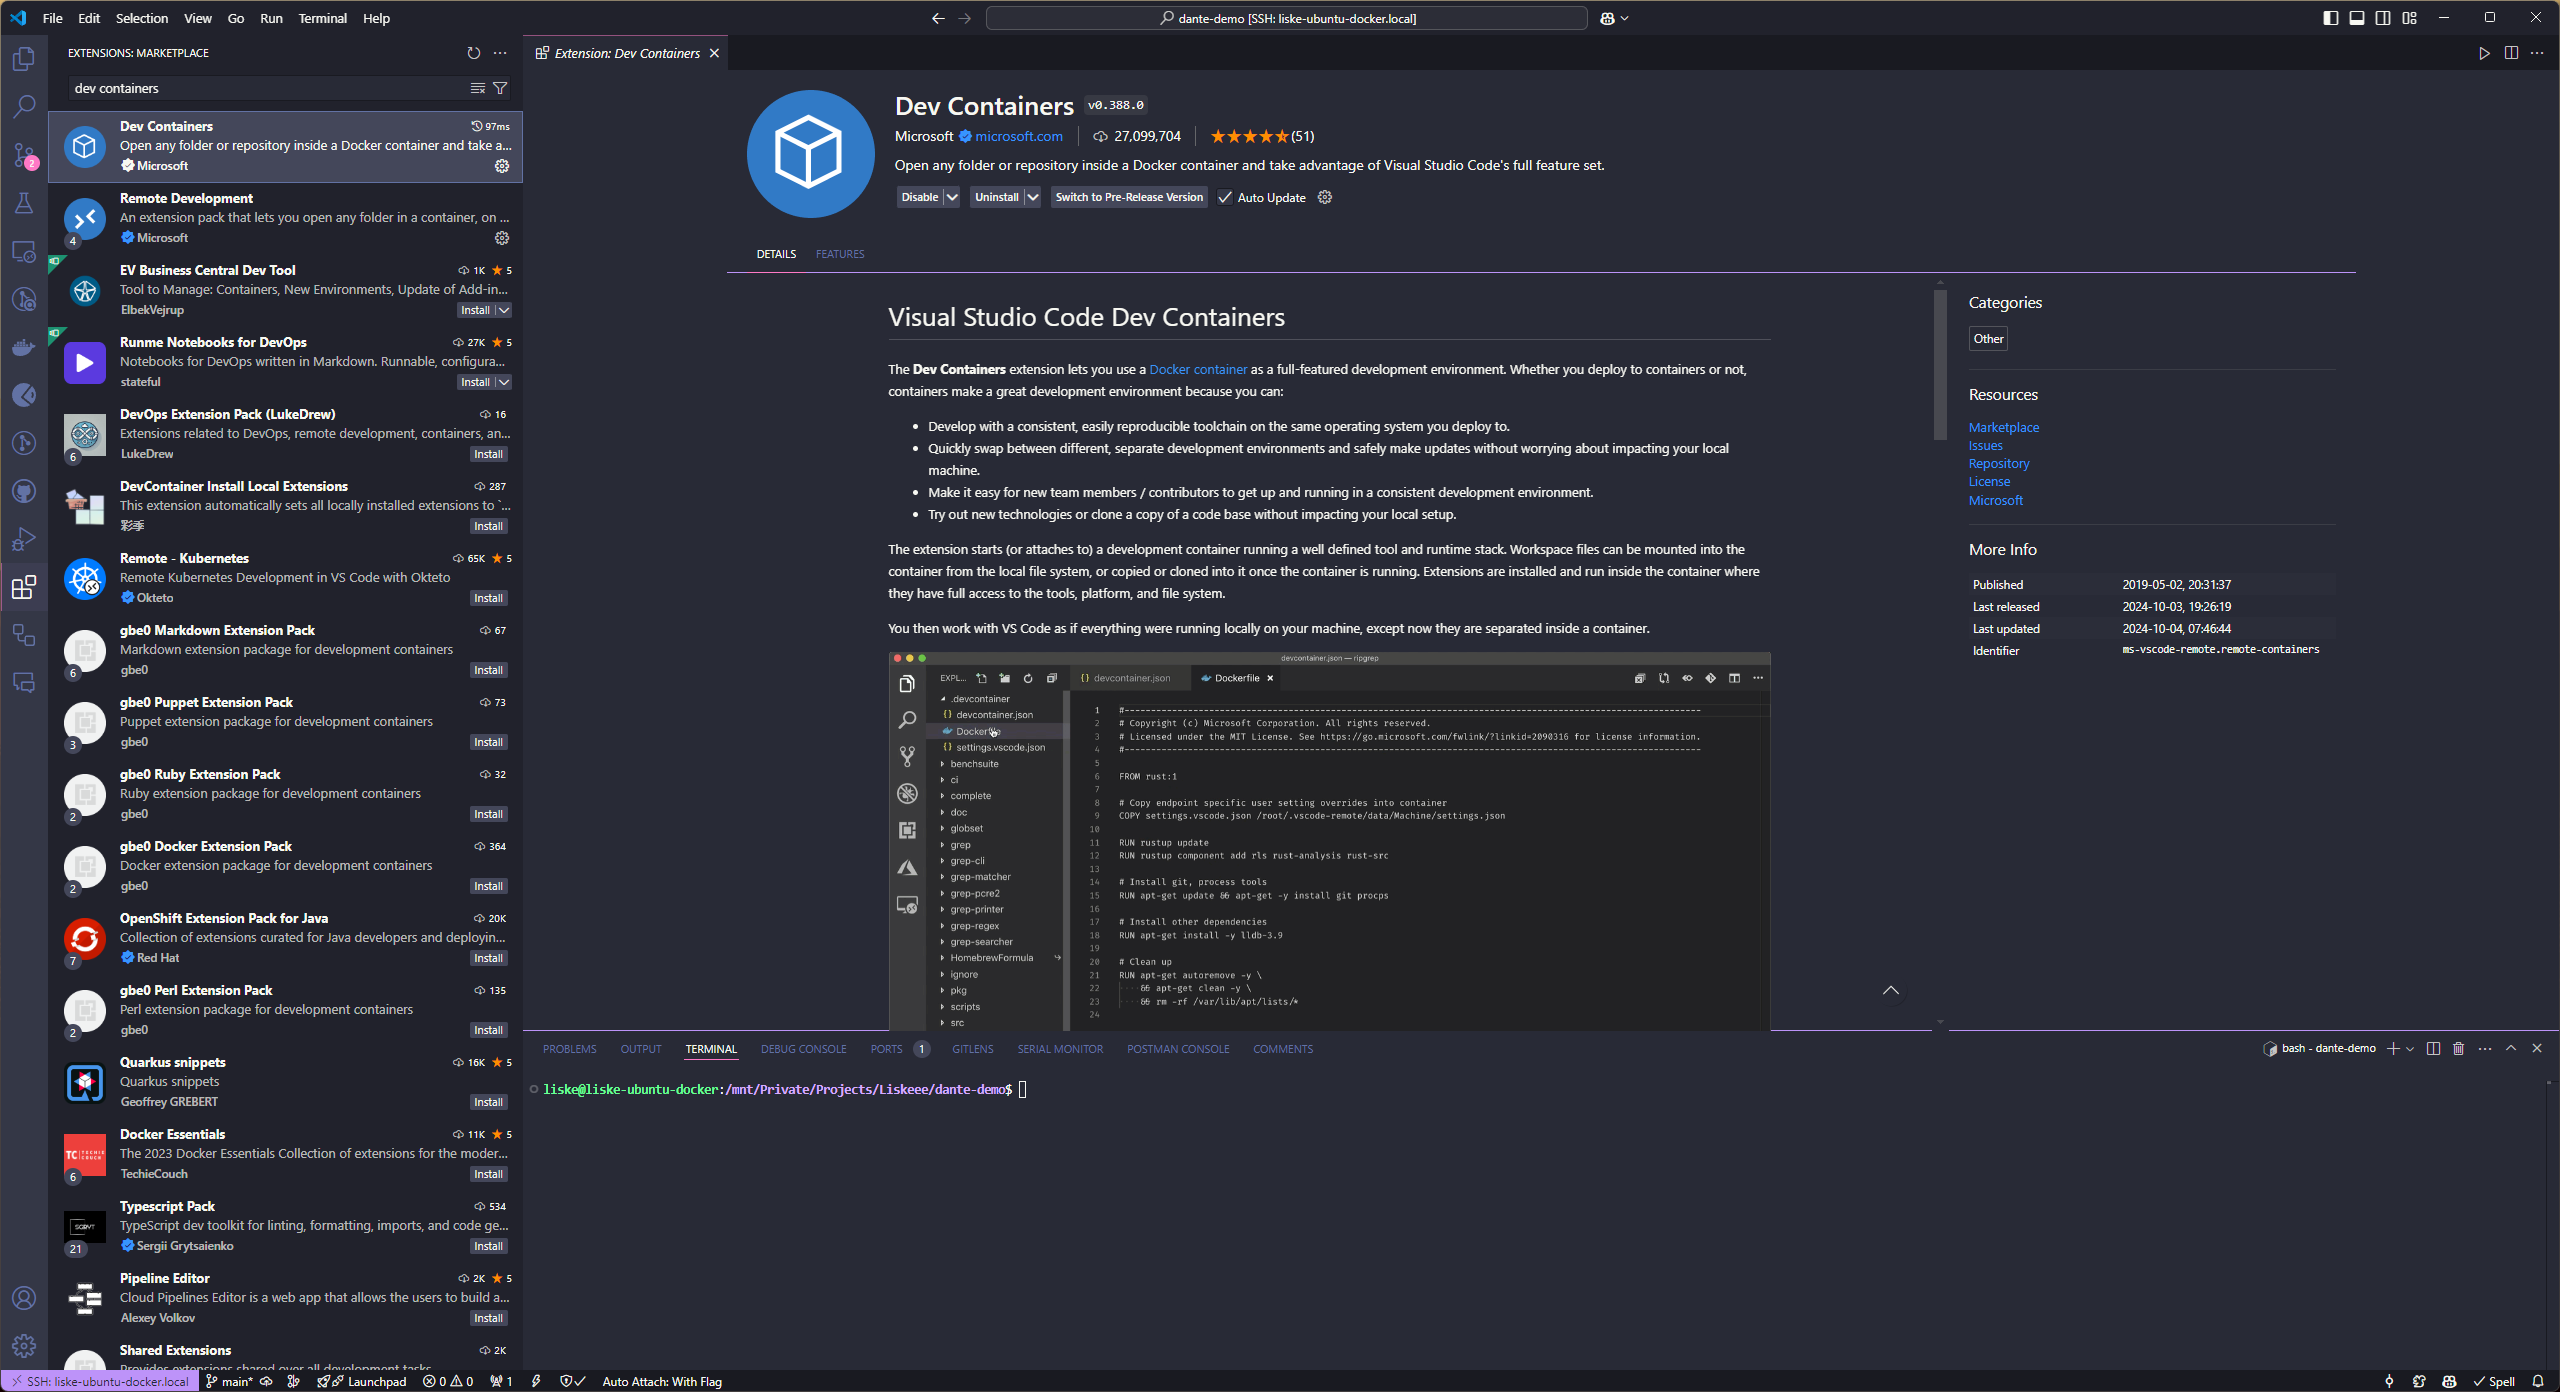 File Edit Selection View Go Run Terminal Help
dante-demo [SSH: liske-ubuntu-docker.local]
EXTENSIONS: MARKETPLACE
dev containers
2
Dev Containers 97ms
Open any folder or repository inside a Docker container and take a...
Microsoft
Remote Development
An extension pack that lets you open any folder in a container, on ...
4
Microsoft
EV Business Central Dev Tool 1K 5
Tool to Manage: Containers, New Environments, Update of Add-in...
ElbekVejrup Install
Runme Notebooks for DevOps 27K 5
Notebooks for DevOps written in Markdown. Runnable, configura...
stateful Install
DevOps Extension Pack (LukeDrew) 16
Extensions related to DevOps, remote development, containers, an...
6
LukeDrew Install
DevContainer Install Local Extensions 287
This extension automatically sets all locally installed extensions to `...
彩季 Install
Remote - Kubernetes 65K 5
Remote Kubernetes Development in VS Code with Okteto
Okteto Install
gbe0 Markdown Extension Pack 67
Markdown extension package for development containers
6
gbe0 Install
gbe0 Puppet Extension Pack 73
Puppet extension package for development containers
3
gbe0 Install
gbe0 Ruby Extension Pack 32
Ruby extension package for development containers
2
gbe0 Install
gbe0 Docker Extension Pack 364
Docker extension package for development containers
2
gbe0 Install
OpenShift Extension Pack for Java 20K
Collection of extensions curated for Java developers and deployin...
7
Red Hat Install
gbe0 Perl Extension Pack 135
Perl extension package for development containers
2
gbe0 Install
Quarkus snippets 16K 5
Quarkus snippets
Geoffrey GREBERT Install
Docker Essentials 11K 5
The 2023 Docker Essentials Collection of extensions for the moder...
TC TECHIE COUCH
6
TechieCouch Install
Typescript Pack 534
TypeScript dev toolkit for linting, formatting, imports, and code ge...
21
Sergii Grytsaienko Install
Pipeline Editor 2K 5
Cloud Pipelines Editor is a web app that allows the users to build a...
Alexey Volkov Install
Shared Extensions 2K
Provides extensions shared over all development tasks
Extension: Dev Containers
Dev Containers v0.388.0
Microsoft microsoft.com 27,099,704 (51)
Open any folder or repository inside a Docker container and take advantage of Visual Studio Code's full feature set.
Disable Uninstall Switch to Pre-Release Version Auto Update
DETAILS FEATURES
Visual Studio Code Dev Containers
The Dev Containers extension lets you use a Docker container as a full-featured development environment. Whether you deploy to containers or not,
containers make a great development environment because you can:
• Develop with a consistent, easily reproducible toolchain on the same operating system you deploy to.
• Quickly swap between different, separate development environments and safely make updates without worrying about impacting your local
machine.
• Make it easy for new team members / contributors to get up and running in a consistent development environment.
• Try out new technologies or clone a copy of a code base without impacting your local setup.
The extension starts (or attaches to) a development container running a well defined tool and runtime stack. Workspace files can be mounted into the
container from the local file system, or copied or cloned into it once the container is running. Extensions are installed and run inside the container where
they have full access to the tools, platform, and file system.
You then work with VS Code as if everything were running locally on your machine, except now they are separated inside a container.
devcontainer.json — ripgrep
EXPL...
.devcontainer
{} devcontainer.json
Dockerfile
{} settings.vscode.json
benchsuite
ci
complete
doc
globset
grep
grep-cli
grep-matcher
grep-pcre2
grep-printer
grep-regex
grep-searcher
HomebrewFormula
ignore
pkg
scripts
src
{} devcontainer.json Dockerfile
1 #-------------------------------------------------------------------------------------------------------------
2 # Copyright (c) Microsoft Corporation. All rights reserved.
3 # Licensed under the MIT License. See https://go.microsoft.com/fwlink/?linkid=2090316 for license information.
4 #-------------------------------------------------------------------------------------------------------------
5
6 FROM rust:1
7
8 # Copy endpoint specific user setting overrides into container
9 COPY settings.vscode.json /root/.vscode-remote/data/Machine/settings.json
10
11 RUN rustup update
12 RUN rustup component add rls rust-analysis rust-src
13
14 # Install git, process tools
15 RUN apt-get update && apt-get -y install git procps
16
17 # Install other dependencies
18 RUN apt-get install -y lldb-3.9
19
20 # Clean up
21 RUN apt-get autoremove -y \
22 && apt-get clean -y \
23 && rm -rf /var/lib/apt/lists/*
24
Categories
Other
Resources
Marketplace
Issues
Repository
License
Microsoft
More Info
Published 2019-05-02, 20:31:37
Last released 2024-10-03, 19:26:19
Last updated 2024-10-04, 07:46:44
Identifier ms-vscode-remote.remote-containers
PROBLEMS OUTPUT TERMINAL DEBUG CONSOLE PORTS 1 GITLENS SERIAL MONITOR POSTMAN CONSOLE COMMENTS
bash - dante-demo
liske@liske-ubuntu-docker:/mnt/Private/Projects/Liskeee/dante-demo$
SSH: liske-ubuntu-docker.local main* Launchpad 0 0 1 Auto Attach: With Flag Spell